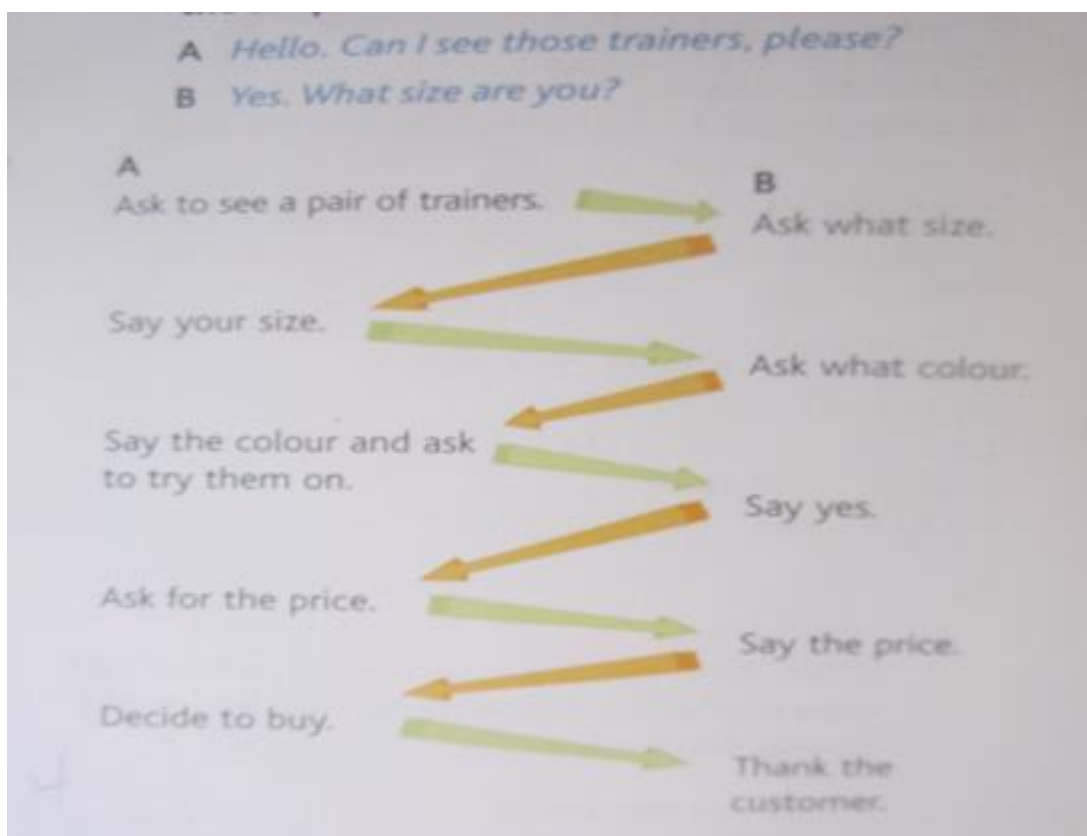 A Hello. Can I see those trainers, please?
B Yes. What size are you?
A
Ask to see a pair of trainers.
B
Ask what size.
Say your size.
Ask what colour.
Say the colour and ask
to try them on.
Say yes.
Ask for the price.
Say the price.
Decide to buy.
Thank the
customer.